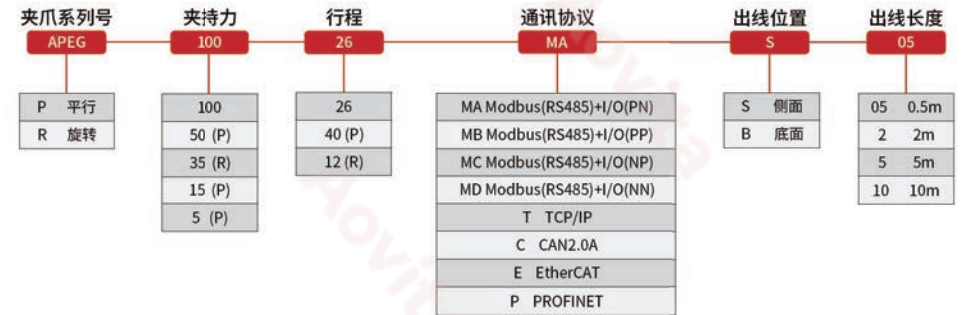 夹爪系列号 夹持力 行程 通讯协议 出线位置 出线长度
APEG 100 26 MA S 05
P 平行 100 26 MA Modbus(RS485)+I/O(PN) S 侧面 05 0.5m
R 旋转 50 (P) 40 (P) MB Modbus(RS485)+I/O(PP) B 底面 2 2m
35 (R) 12 (R) MC Modbus(RS485)+I/O(NP) 5 5m
15 (P) MD Modbus(RS485)+I/O(NN) 10 10m
5 (P) T TCP/IP
C CAN2.0A
E EtherCAT
P PROFINET
Aovita
Aovit